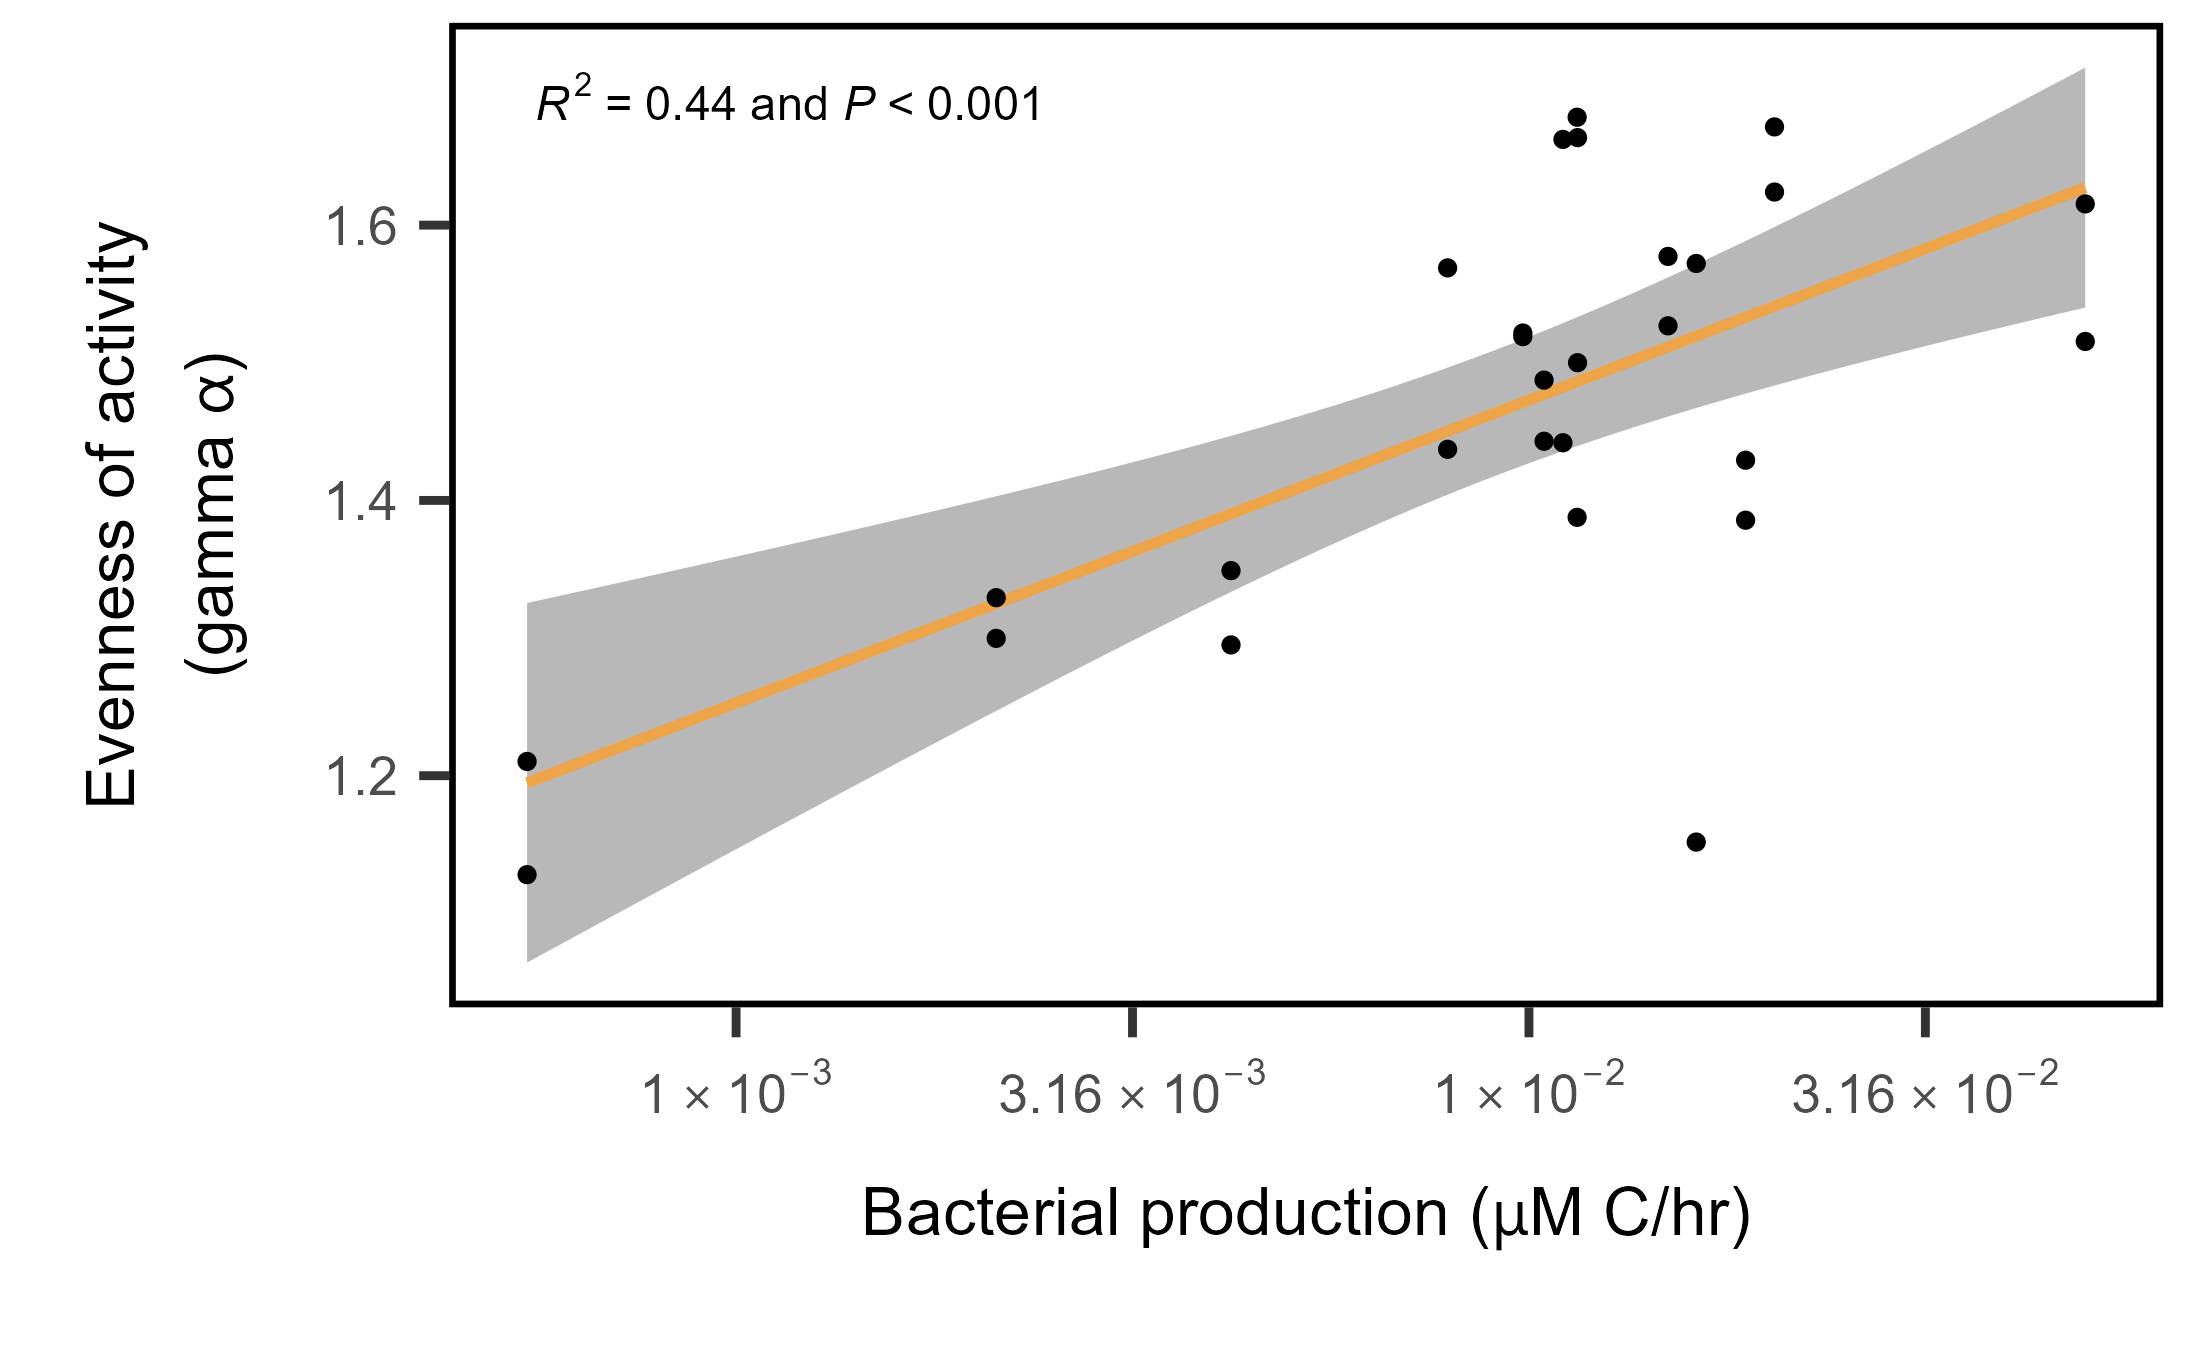 R² = 0.44 and P < 0.001
Evenness of activity
(gamma α)
1.6
1.4
1.2
1 × 10⁻³
3.16 × 10⁻³
1 × 10⁻²
3.16 × 10⁻²
Bacterial production (μM C/hr)